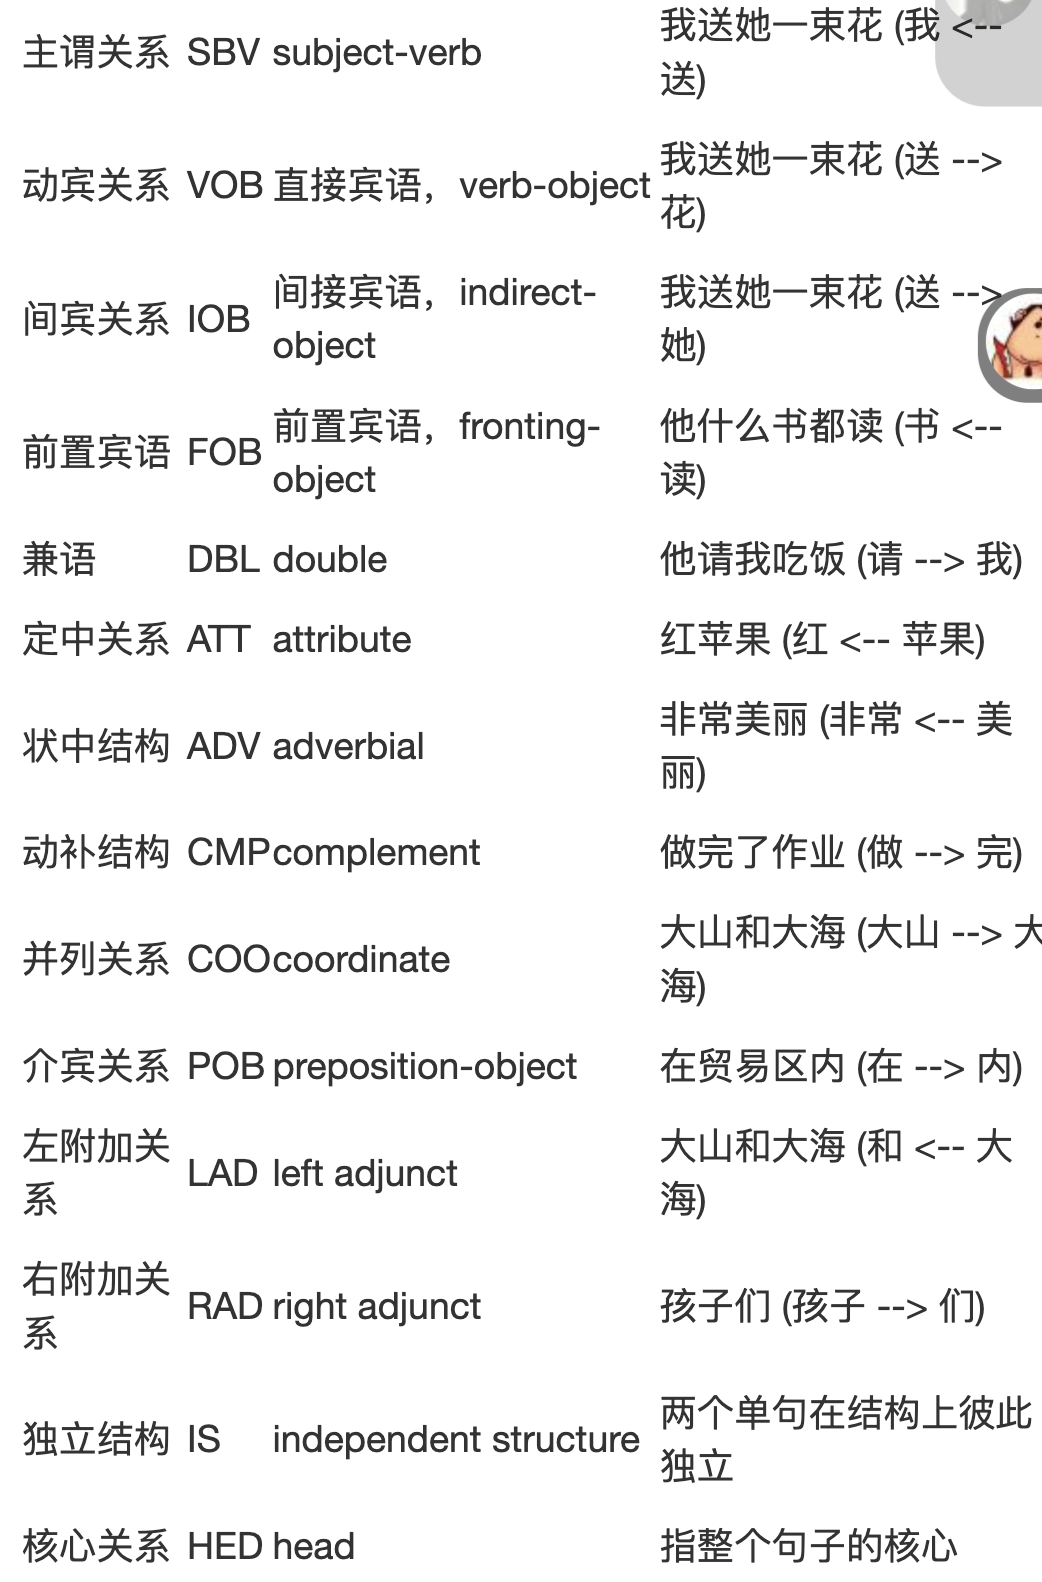 主谓关系 SBV subject-verb 我送她一束花 (我 <--
送)
动宾关系 VOB 直接宾语，verb-object 我送她一束花 (送 -->
花)
间宾关系 IOB 间接宾语，indirect-
object 我送她一束花 (送 -->
她)
前置宾语 FOB 前置宾语，fronting-
object 他什么书都读 (书 <--
读)
兼语 DBL double 他请我吃饭 (请 --> 我)
定中关系 ATT attribute 红苹果 (红 <-- 苹果)
状中结构 ADV adverbial 非常美丽 (非常 <-- 美
丽)
动补结构 CMP complement 做完了作业 (做 --> 完)
并列关系 COO coordinate 大山和大海 (大山 --> 大
海)
介宾关系 POB preposition-object 在贸易区内 (在 --> 内)
左附加关
系 LAD left adjunct 大山和大海 (和 <-- 大
海)
右附加关
系 RAD right adjunct 孩子们 (孩子 --> 们)
独立结构 IS independent structure 两个单句在结构上彼此
独立
核心关系 HED head 指整个句子的核心